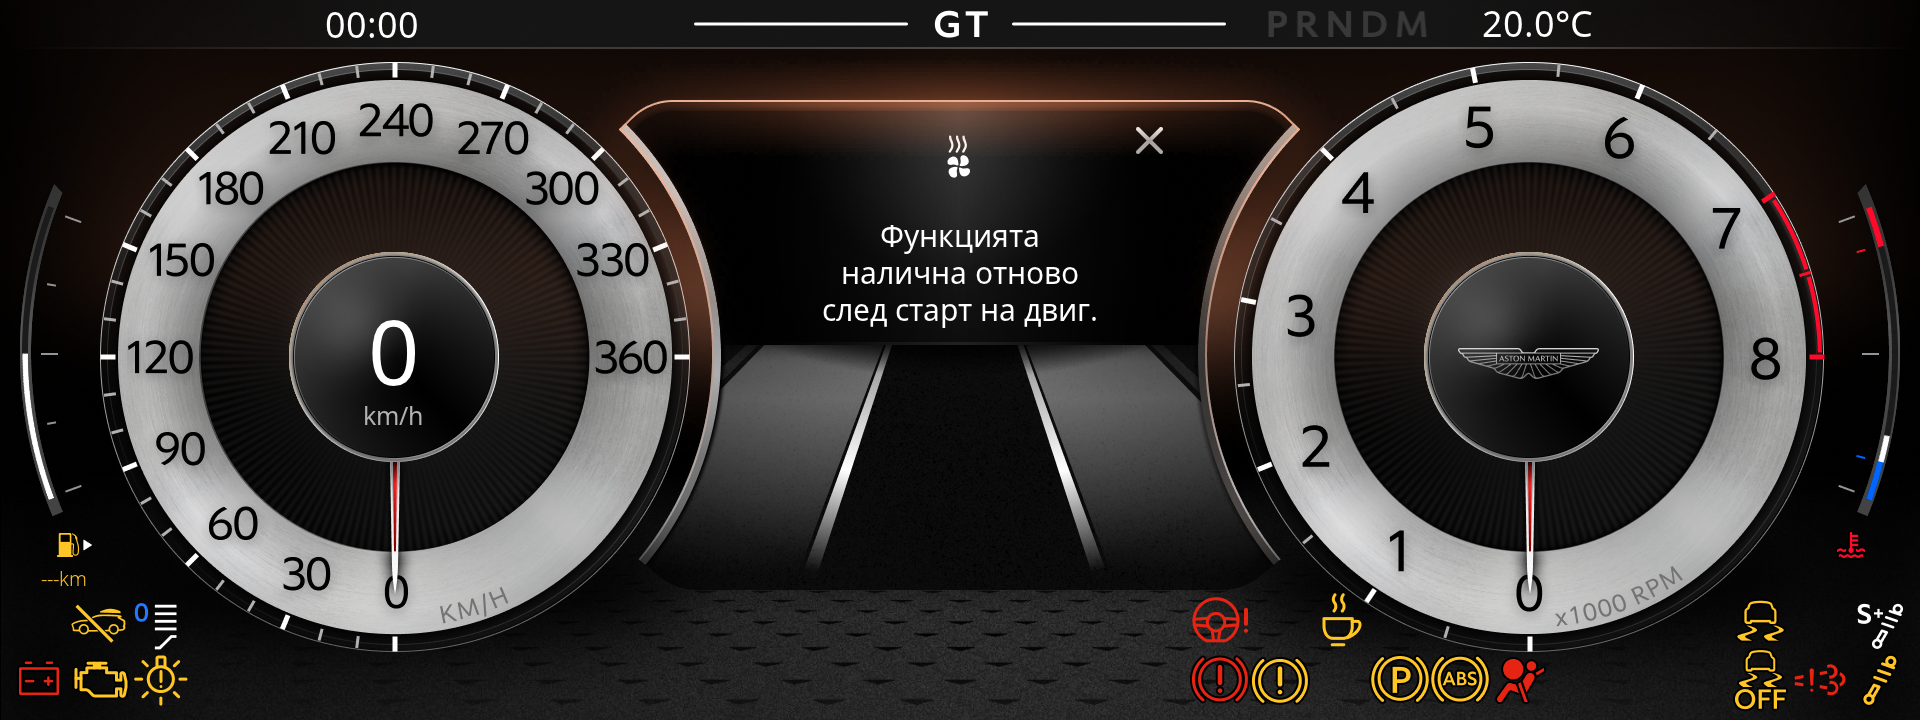 00:00
GT
PRNDM
20.0°C
240
210
270
180
300
150
330
120
360
90
60
30
0
KM/H
0
km/h
Функцията
налична отново
след старт на двиг.
5
6
4
7
3
8
2
1
0
x1000 RPM
ASTON MARTIN
---km
0
P
ABS
OFF
S+